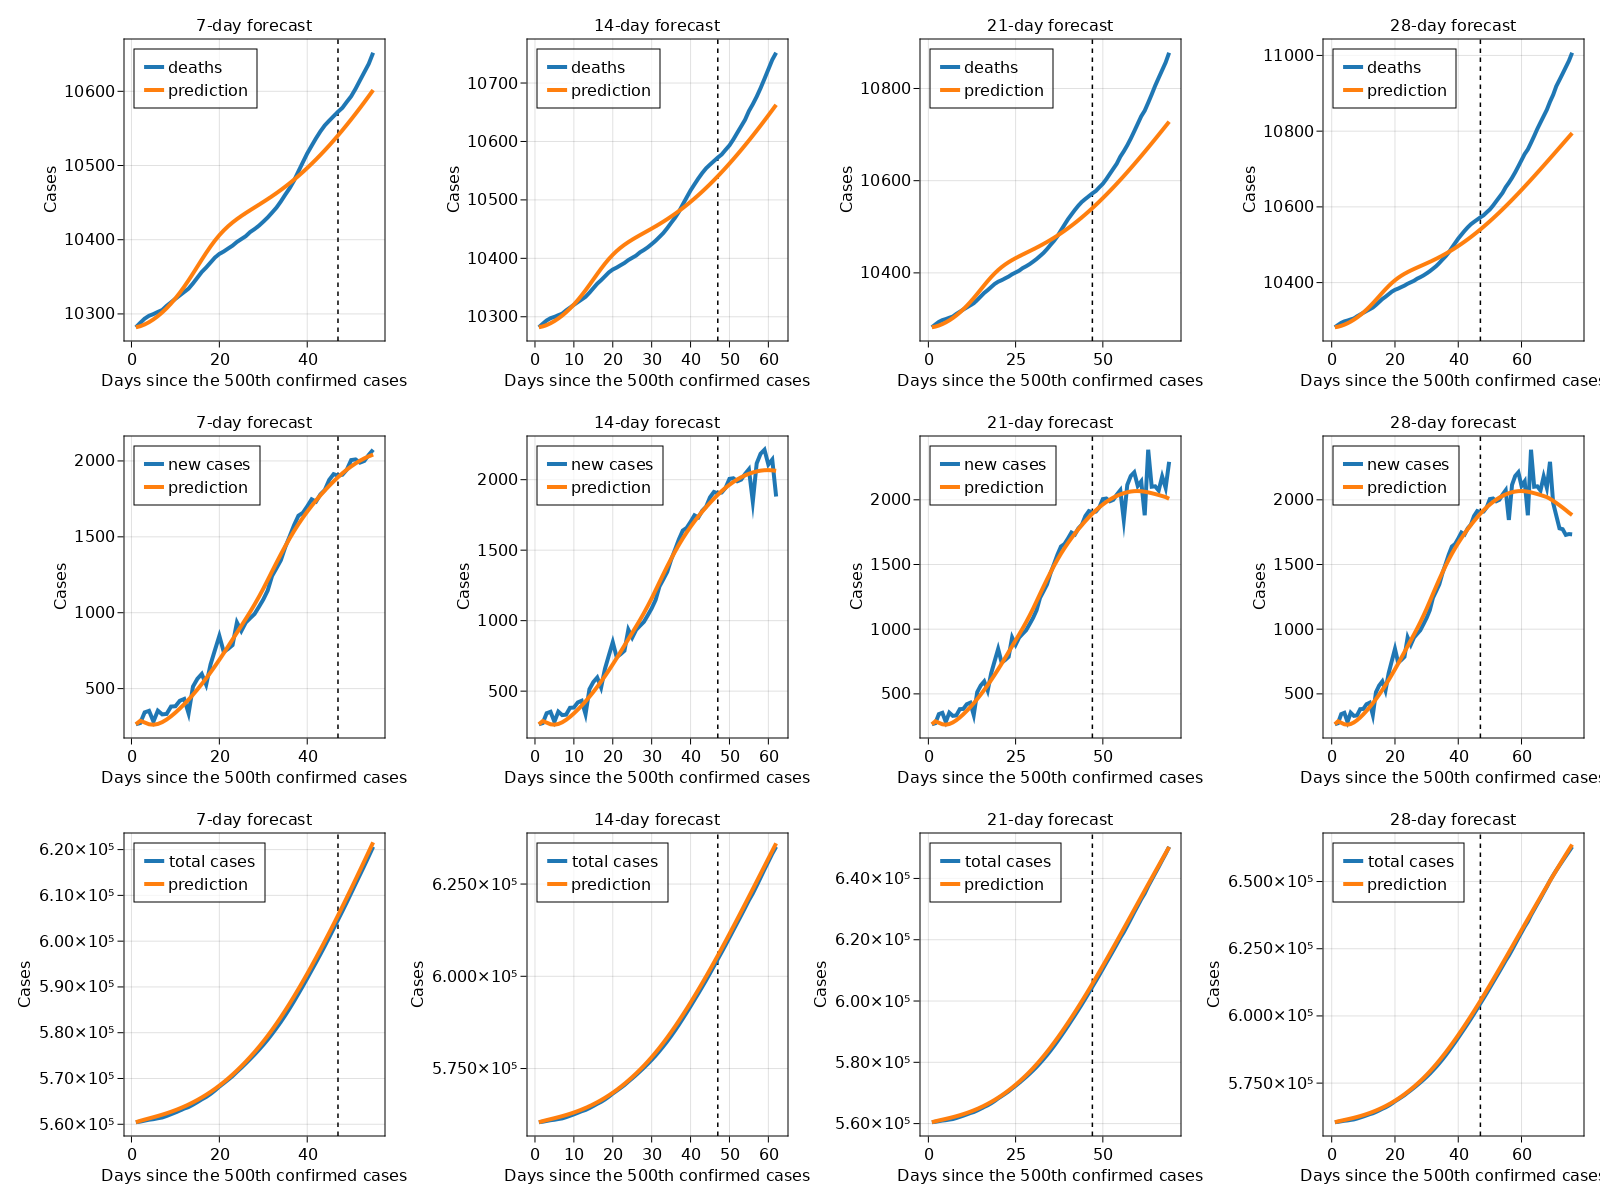 7-day forecast 14-day forecast 21-day forecast 28-day forecast
deaths
prediction
10600
10500
10400
10300
Cases
0 20 40
Days since the 500th confirmed cases
deaths
prediction
10700
10600
10500
10400
10300
Cases
0 10 20 30 40 50 60
Days since the 500th confirmed cases
deaths
prediction
10800
10600
10400
Cases
0 25 50
Days since the 500th confirmed cases
deaths
prediction
11000
10800
10600
10400
Cases
0 20 40 60
Days since the 500th confirmed cases
7-day forecast 14-day forecast 21-day forecast 28-day forecast
new cases
prediction
2000
1500
1000
500
Cases
0 20 40
Days since the 500th confirmed cases
new cases
prediction
2000
1500
1000
500
Cases
0 10 20 30 40 50 60
Days since the 500th confirmed cases
new cases
prediction
2000
1500
1000
500
Cases
0 25 50
Days since the 500th confirmed cases
new cases
prediction
2000
1500
1000
500
Cases
0 20 40 60
Days since the 500th confirmed cases
7-day forecast 14-day forecast 21-day forecast 28-day forecast
total cases
prediction
6.20×10⁵
6.10×10⁵
6.00×10⁵
5.90×10⁵
5.80×10⁵
5.70×10⁵
5.60×10⁵
Cases
0 20 40
Days since the 500th confirmed cases
total cases
prediction
6.250×10⁵
6.000×10⁵
5.750×10⁵
Cases
0 10 20 30 40 50 60
Days since the 500th confirmed cases
total cases
prediction
6.40×10⁵
6.20×10⁵
6.00×10⁵
5.80×10⁵
5.60×10⁵
Cases
0 25 50
Days since the 500th confirmed cases
total cases
prediction
6.500×10⁵
6.250×10⁵
6.000×10⁵
5.750×10⁵
Cases
0 20 40 60
Days since the 500th confirmed cases